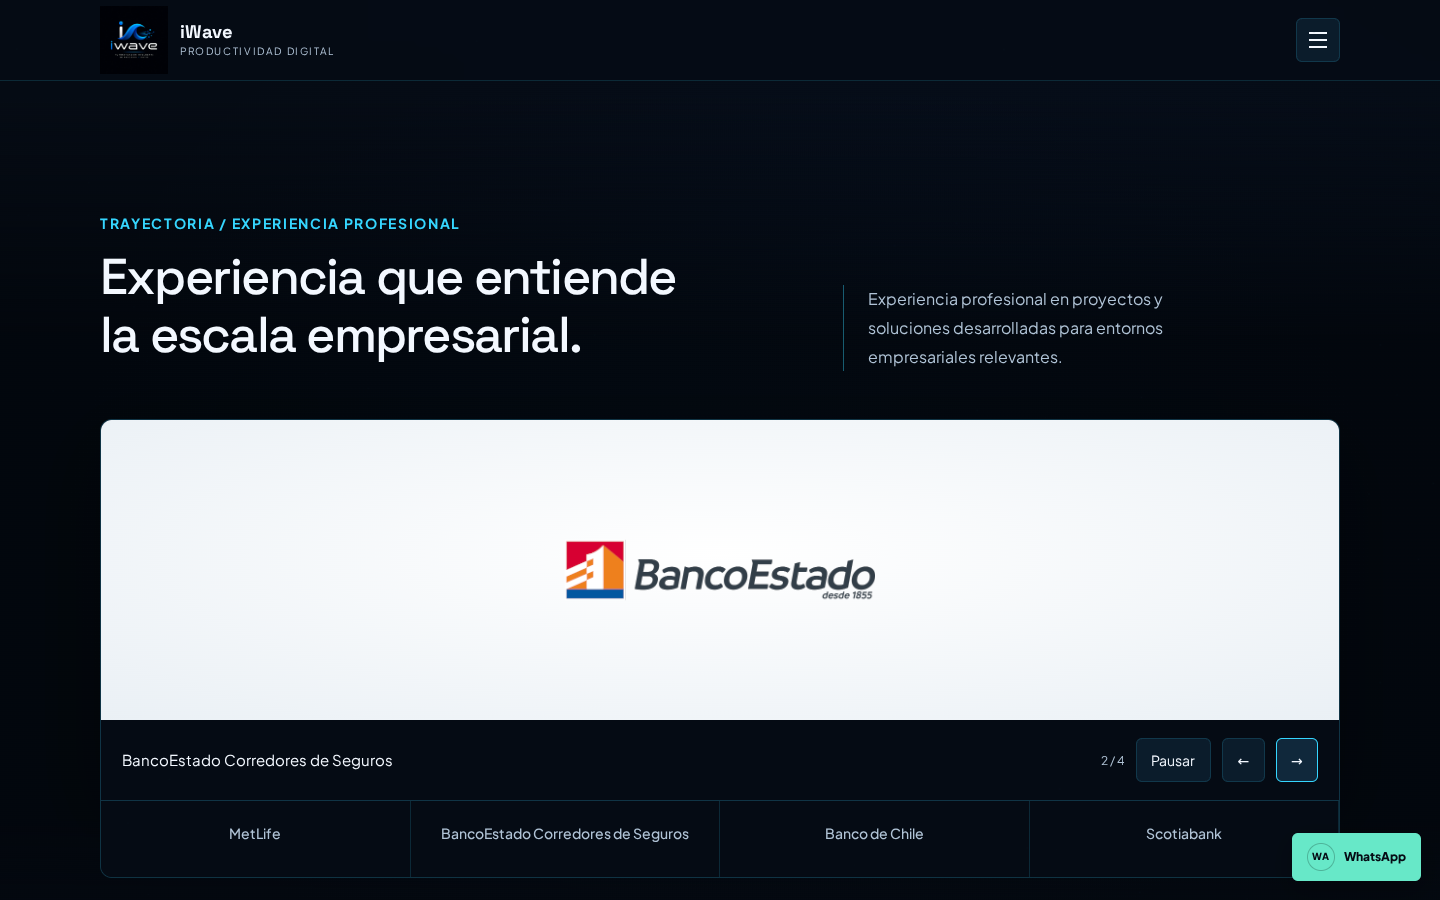 iwave
iWave
PRODUCTIVIDAD DIGITAL
TRAYECTORIA / EXPERIENCIA PROFESIONAL
Experiencia que entiende
la escala empresarial.
Experiencia profesional en proyectos y
soluciones desarrolladas para entornos
empresariales relevantes.
BancoEstado
desde 1855
BancoEstado Corredores de Seguros
2 / 4
Pausar
←
→
MetLife
BancoEstado Corredores de Seguros
Banco de Chile
Scotiabank
WA WhatsApp